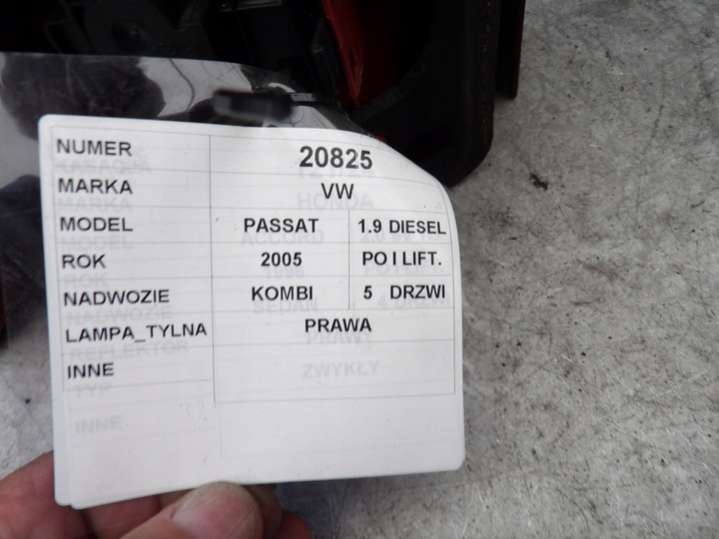 NUMER 20825
MARKA VW
MODEL PASSAT 1.9 DIESEL
ROK 2005 PO I LIFT.
NADWOZIE KOMBI 5 DRZWI
LAMPA_TYLNA PRAWA
INNE